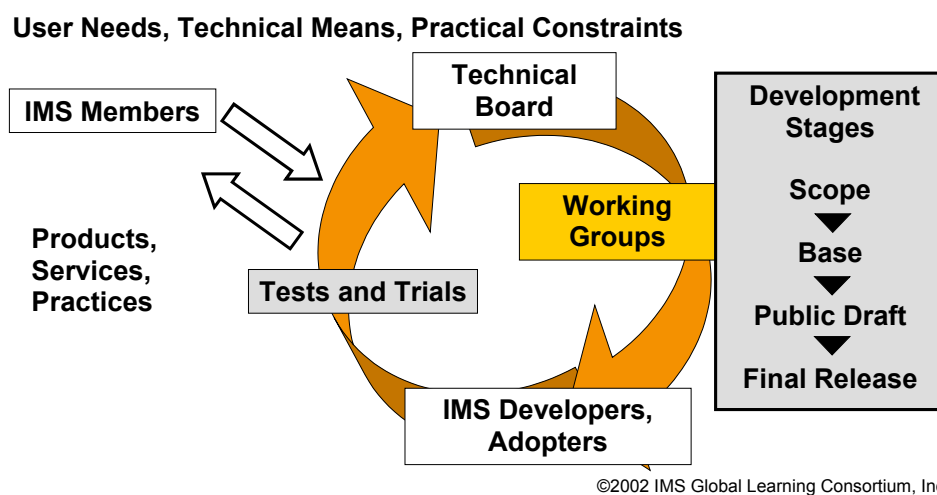 User Needs, Technical Means, Practical Constraints
IMS Members
Technical
Board
Development
Stages
Scope
Working
Groups
Base
Products,
Services,
Practices
Tests and Trials
Public Draft
Final Release
IMS Developers,
Adopters
©2002 IMS Global Learning Consortium, Inc